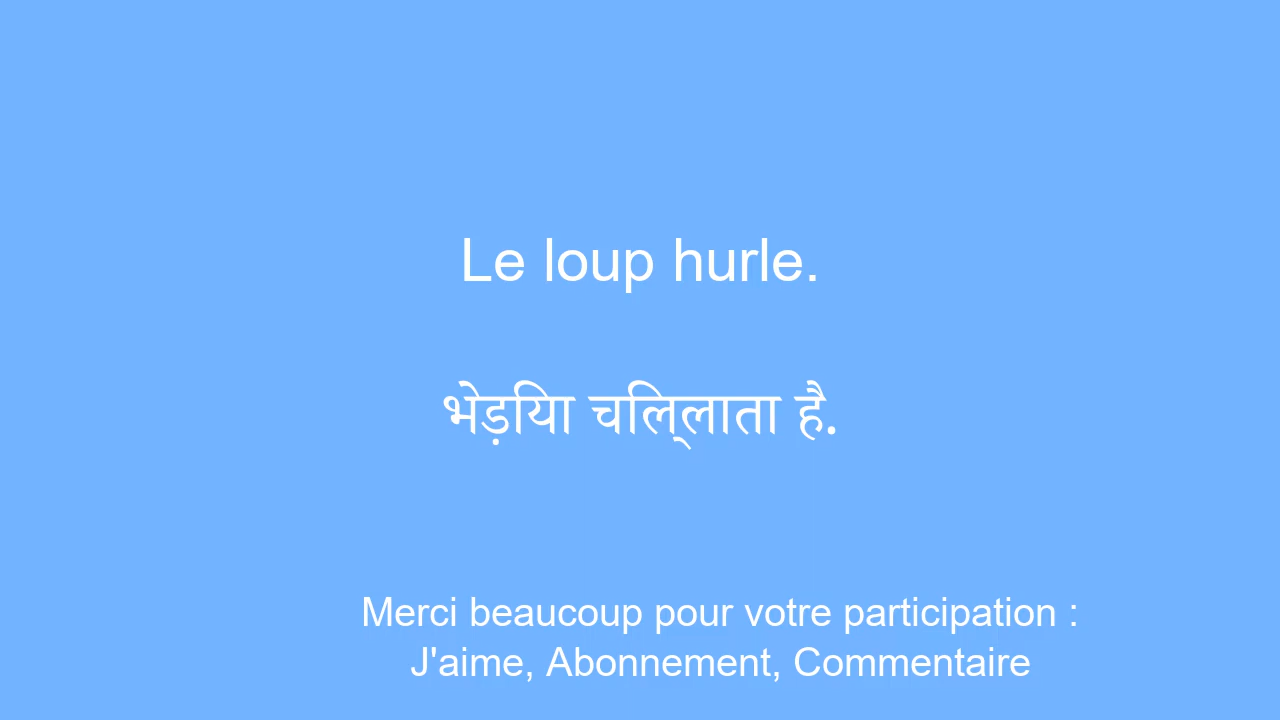 Le loup hurle.
भेड़िया चिल्लाता है.
Merci beaucoup pour votre participation :
J'aime, Abonnement, Commentaire